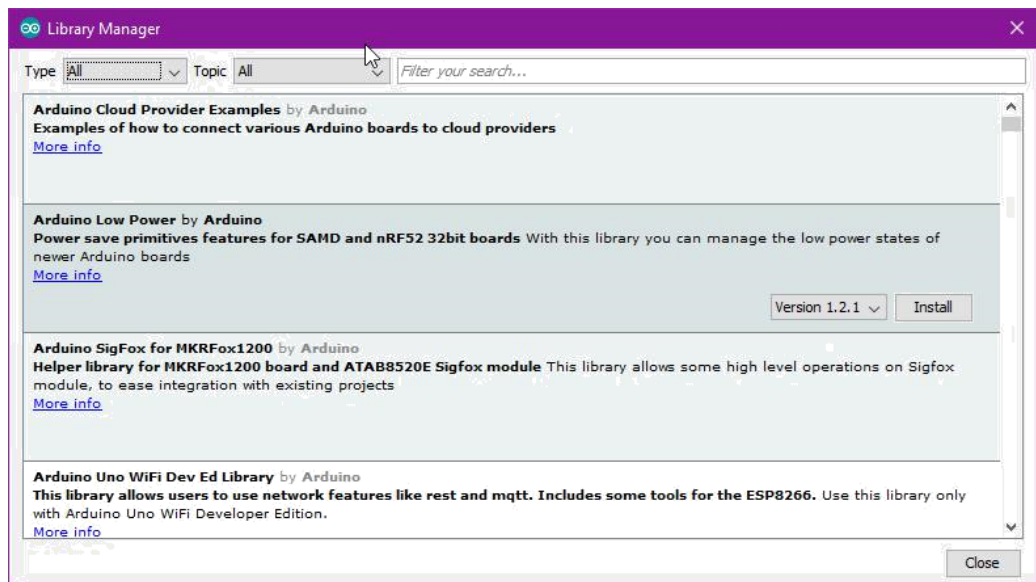 Library Manager
Type All Topic All Filter your search...
Arduino Cloud Provider Examples by Arduino
Examples of how to connect various Arduino boards to cloud providers
More info
Arduino Low Power by Arduino
Power save primitives features for SAMD and nRF52 32bit boards With this library you can manage the low power states of
newer Arduino boards
More info
Version 1.2.1 Install
Arduino SigFox for MKRFox1200 by Arduino
Helper library for MKRFox1200 board and ATAB8520E Sigfox module This library allows some high level operations on Sigfox
module, to ease integration with existing projects
More info
Arduino Uno WiFi Dev Ed Library by Arduino
This library allows users to use network features like rest and mqtt. Includes some tools for the ESP8266. Use this library only
with Arduino Uno WiFi Developer Edition.
More info
Close